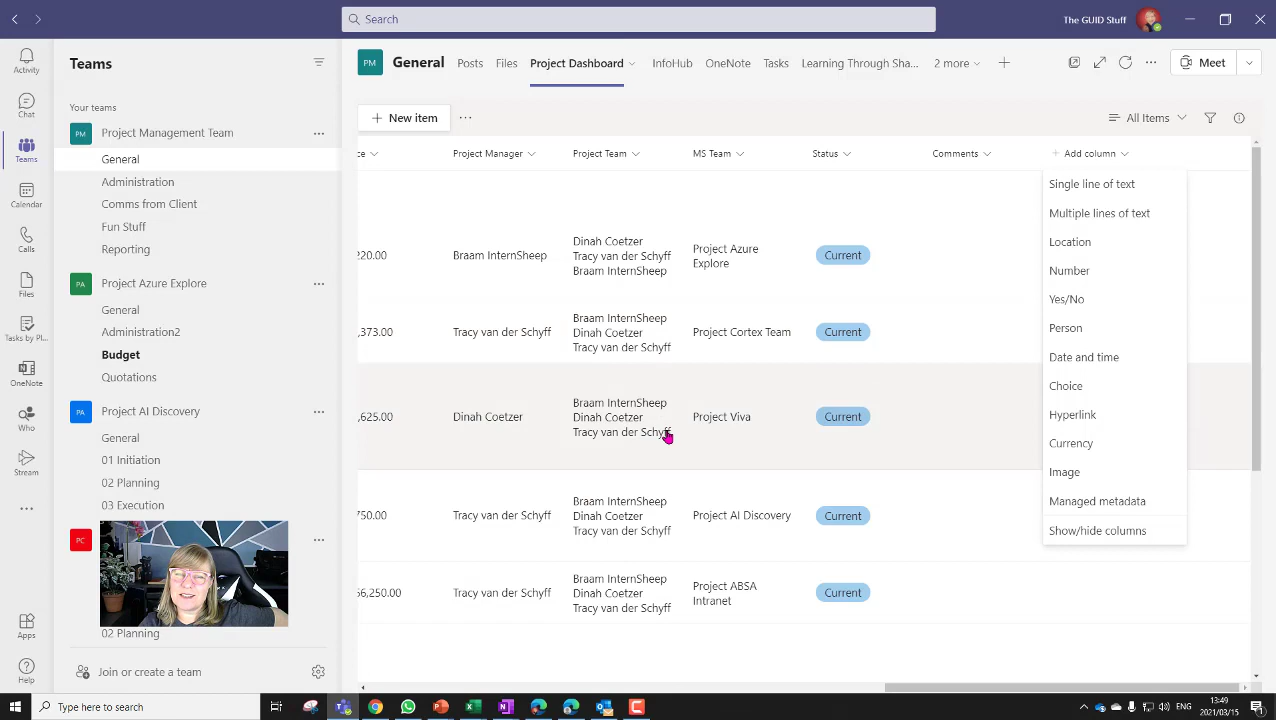 Search
The GUID Stuff
Activity
Chat
Teams
Calendar
Calls
Files
Tasks by Pl...
OneNote
Who
Stream
Apps
Help
Teams
Your teams
PM Project Management Team
General
Administration
Comms from Client
Fun Stuff
Reporting
PA Project Azure Explore
General
Administration2
Budget
Quotations
PA Project AI Discovery
General
01 Initiation
02 Planning
03 Execution
PC
02 Planning
Join or create a team
PM General Posts Files Project Dashboard InfoHub OneNote Tasks Learning Through Sha... 2 more Meet
New item
All Items
ce Project Manager Project Team MS Team Status Comments Add column
220.00 Braam InternSheep
Dinah Coetzer
Tracy van der Schyff
Braam InternSheep
Project Azure
Explore
Current
,373.00 Tracy van der Schyff
Braam InternSheep
Dinah Coetzer
Tracy van der Schyff
Project Cortex Team
Current
,625.00 Dinah Coetzer
Braam InternSheep
Dinah Coetzer
Tracy van der Schyff
Project Viva
Current
750.00 Tracy van der Schyff
Braam InternSheep
Dinah Coetzer
Tracy van der Schyff
Project AI Discovery
Current
66,250.00 Tracy van der Schyff
Braam InternSheep
Dinah Coetzer
Tracy van der Schyff
Project ABSA
Intranet
Current
Single line of text
Multiple lines of text
Location
Number
Yes/No
Person
Date and time
Choice
Hyperlink
Currency
Image
Managed metadata
Show/hide columns
Type here to search
ENG
13:49
2021/03/15